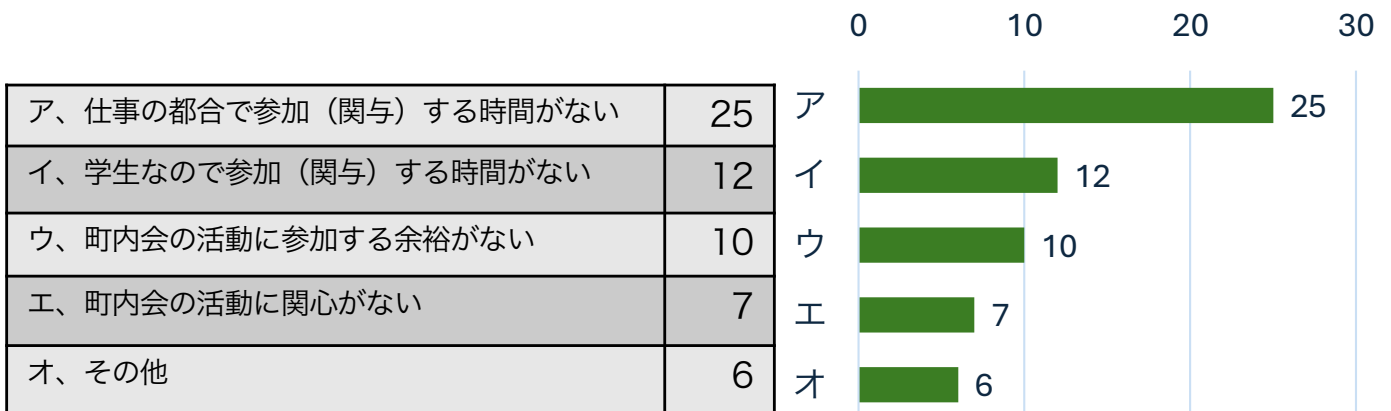 0 10 20 30
ア、仕事の都合で参加（関与）する時間がない 25
イ、学生なので参加（関与）する時間がない 12
ウ、町内会の活動に参加する余裕がない 10
エ、町内会の活動に関心がない 7
オ、その他 6
ア 25
イ 12
ウ 10
エ 7
オ 6